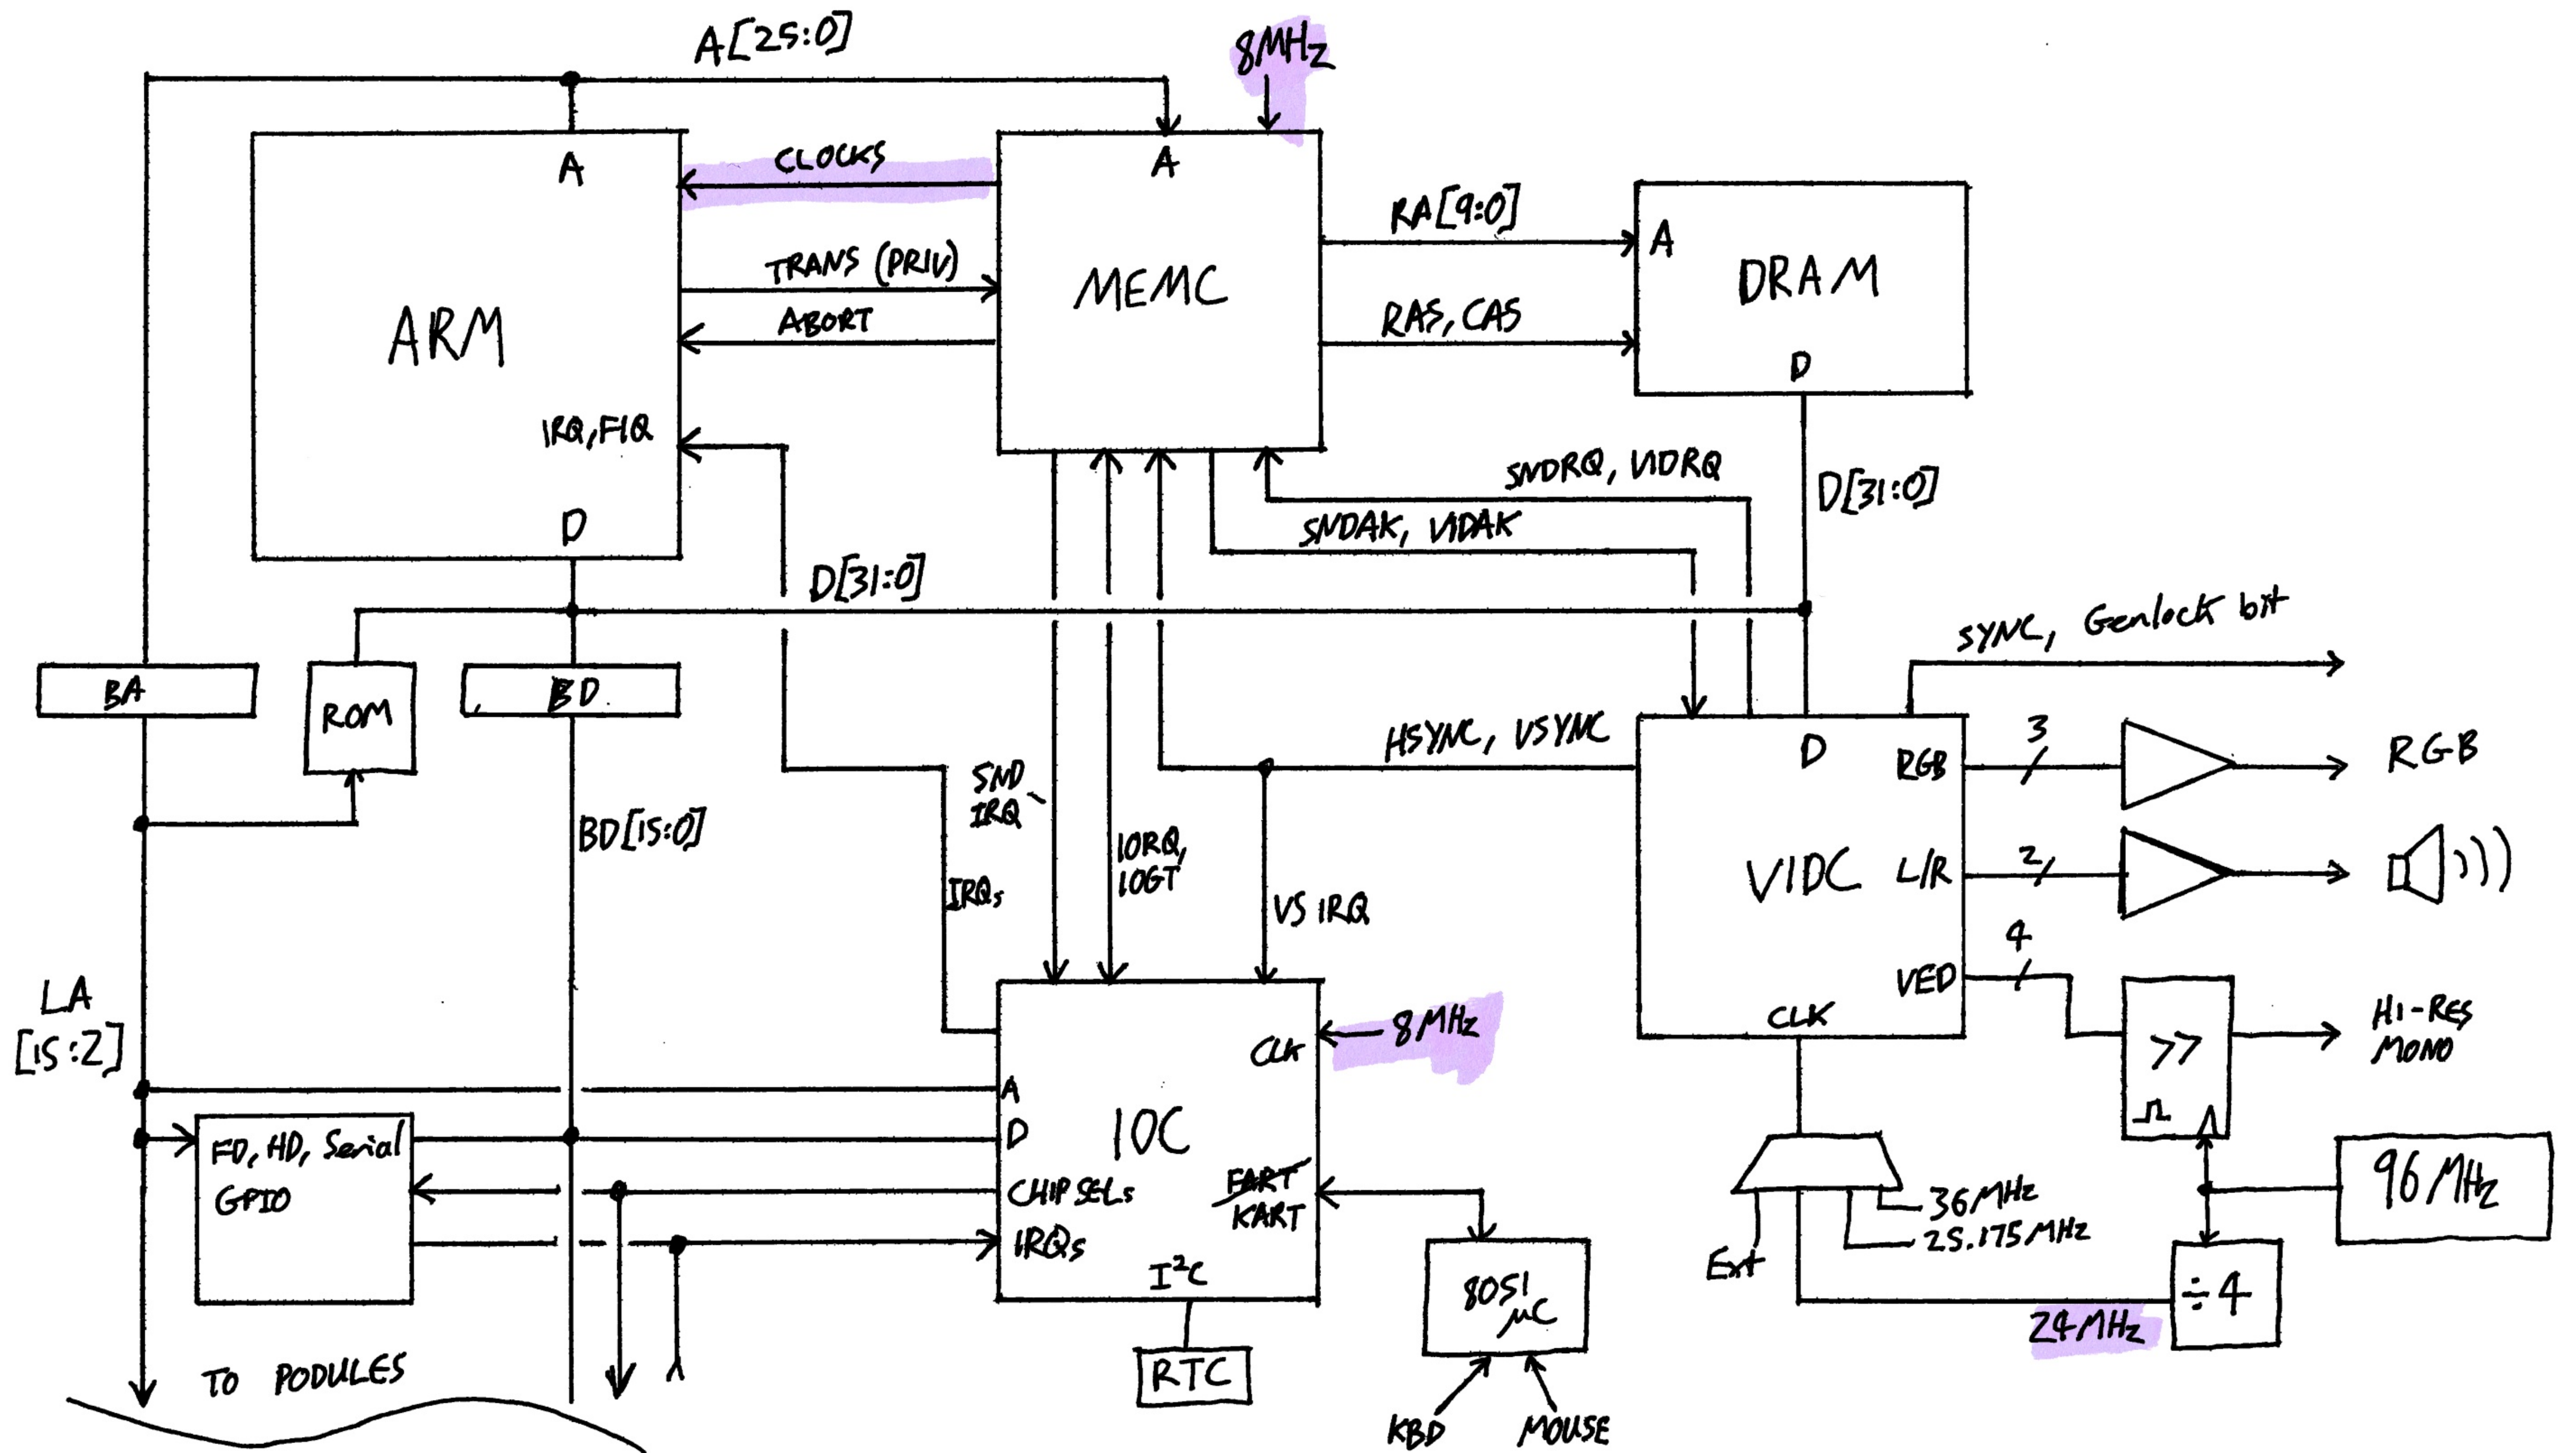 A[25:0]
8MHz
A
CLOCKS
A
TRANS (PRIV)
ABORT
ARM
MEMC
RA[9:0]
A
DRAM
RAS, CAS
D
IRQ, FIQ
D
SNDRQ, VIDRQ
SNDAK, VIDAK
D[31:0]
D[31:0]
SYNC, Genlock bit
BA
ROM
BD
HSYNC, VSYNC
D
RGB
3
RGB
SND
IRQ
BD[15:0]
IORQ,
IOGT
IRQs
VS IRQ
VIDC
L/R
2
4
VED
CLK
LA
[15:2]
CLK
8MHz
>>
HI-RES
MONO
A
D
IOC
FD, HD, Serial
GPIO
CHIP SELs
FART
KART
IRQs
I²C
96MHz
36MHz
25.175MHz
Ext
8051
μC
÷4
24MHz
RTC
TO PODULES
KBD
MOUSE